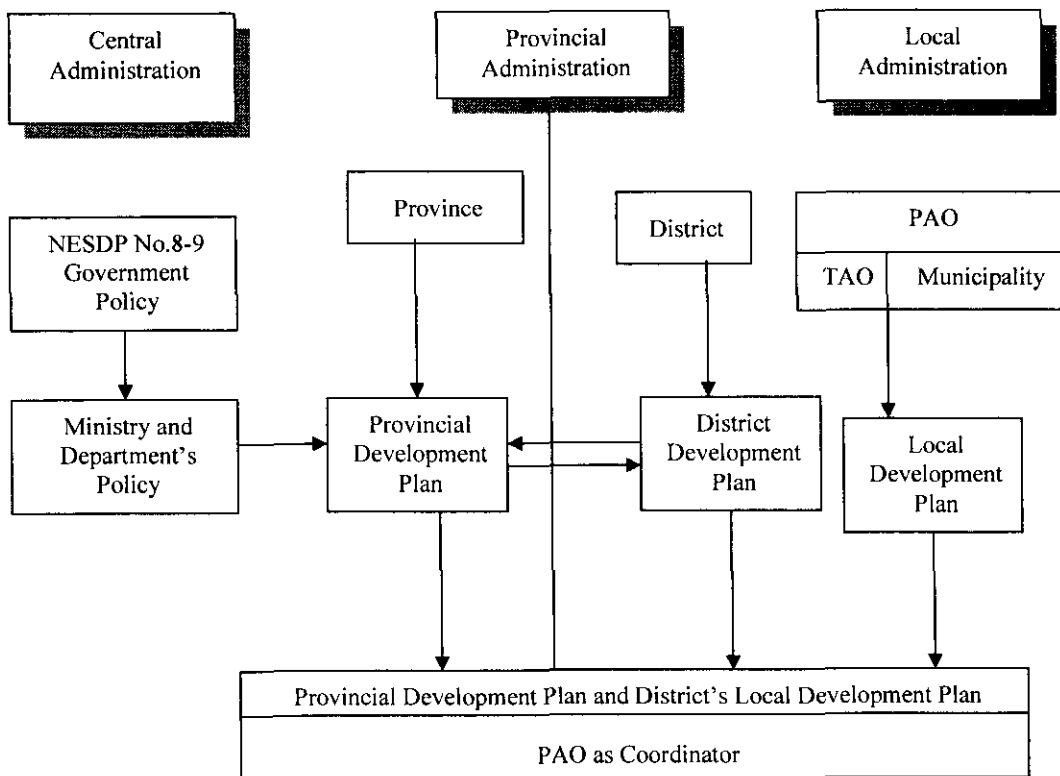 Central
Administration
Provincial
Administration
Local
Administration
Province
District
PAO
TAO Municipality
NESDP No.8-9
Government
Policy
Ministry and
Department's
Policy
Provincial
Development
Plan
District
Development
Plan
Local
Development
Plan
Provincial Development Plan and District's Local Development Plan
PAO as Coordinator